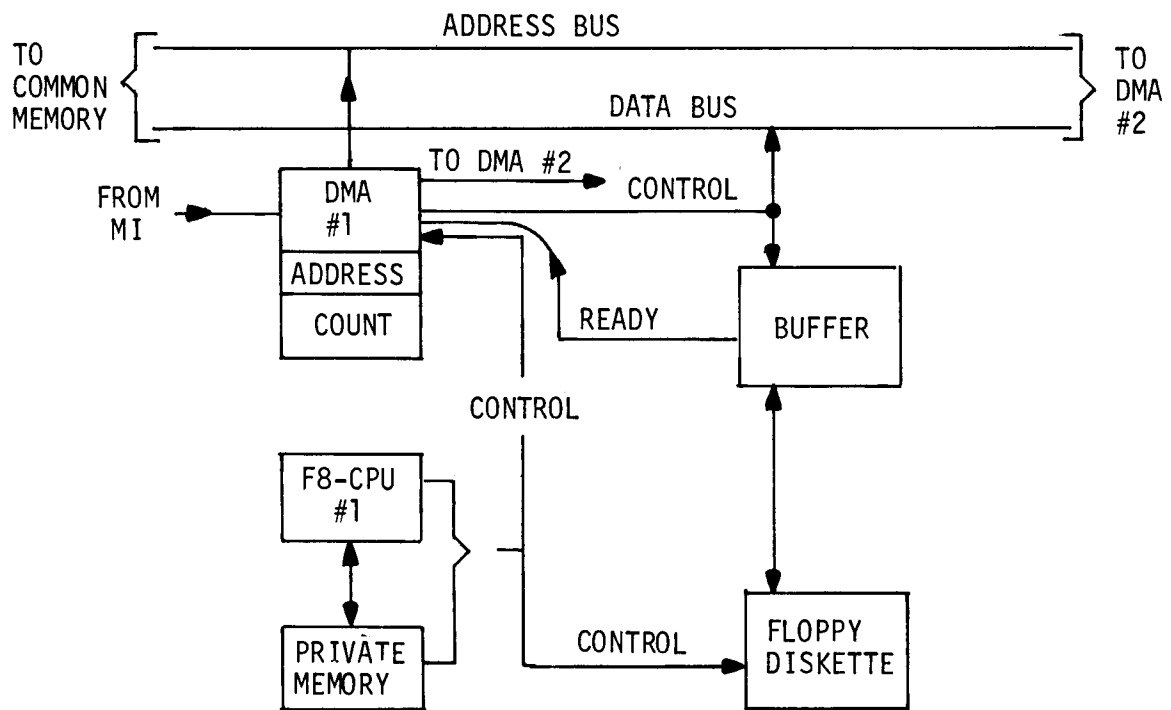 ADDRESS BUS
TO
COMMON
MEMORY
TO
DMA
#2
DATA BUS
TO DMA #2
CONTROL
FROM
MI
DMA
#1
ADDRESS
COUNT
READY
BUFFER
CONTROL
F8-CPU
#1
PRIVATE
MEMORY
CONTROL
FLOPPY
DISKETTE